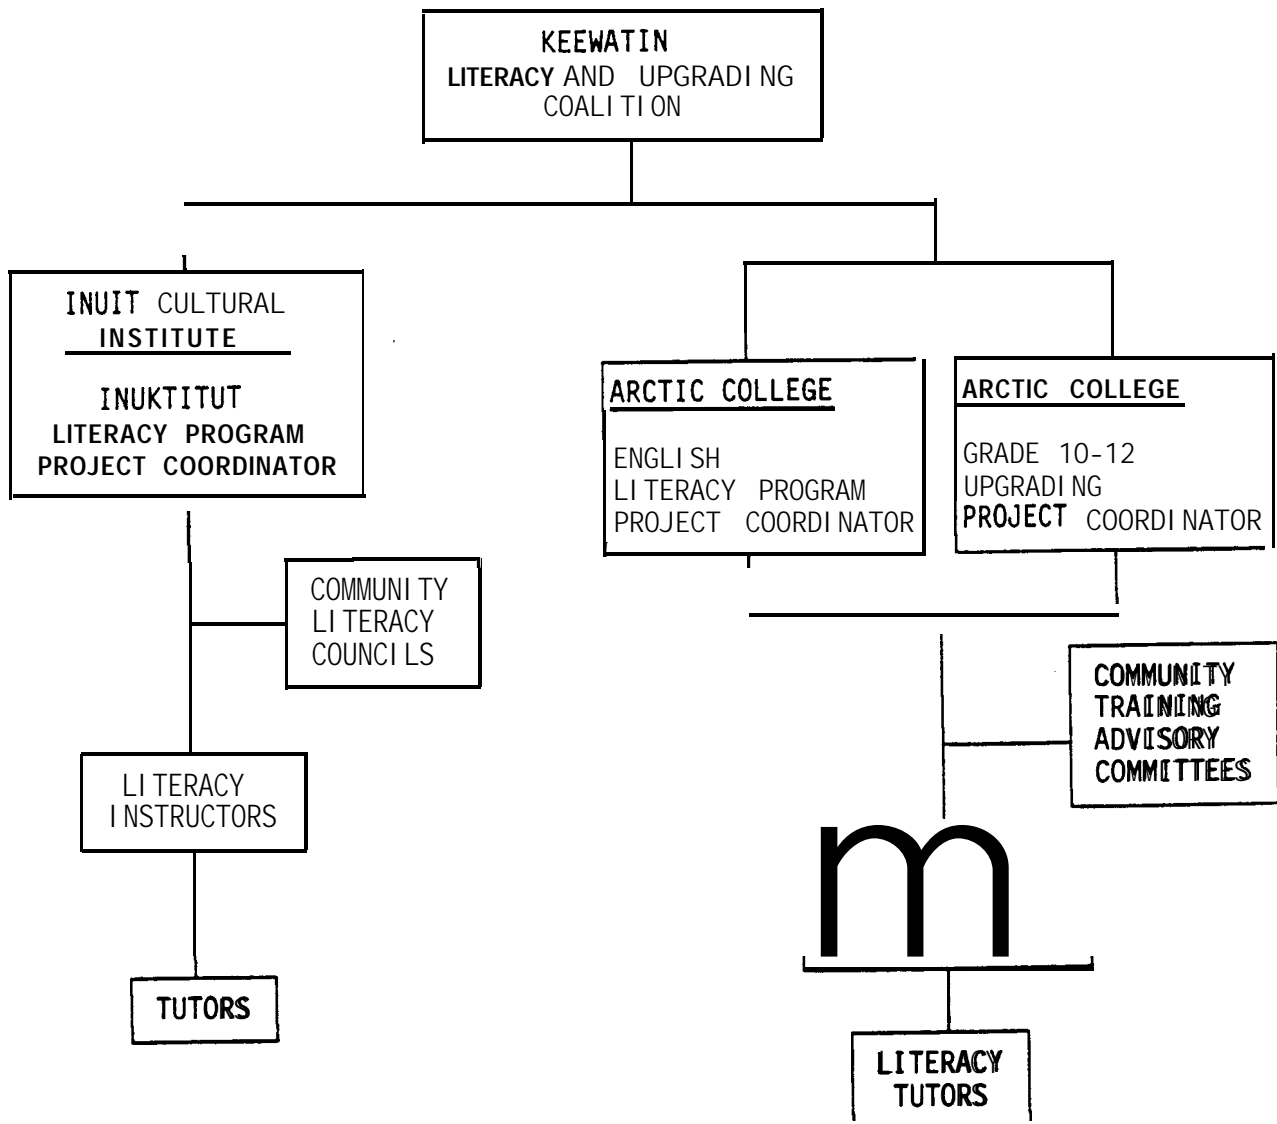 KEEWATIN
LITERACY AND UPGRADING
COALITION
INUIT CULTURAL
INSTITUTE
INUKTITUT
LITERACY PROGRAM
PROJECT COORDINATOR
ARCTIC COLLEGE
ENGLISH
LITERACY PROGRAM
PROJECT COORDINATOR
ARCTIC COLLEGE
GRADE 10-12
UPGRADING
PROJECT COORDINATOR
COMMUNITY
LITERACY
COUNCILS
COMMUNITY
TRAINING
ADVISORY
COMMITTEES
LITERACY
INSTRUCTORS
m
TUTORS
LITERACY
TUTORS